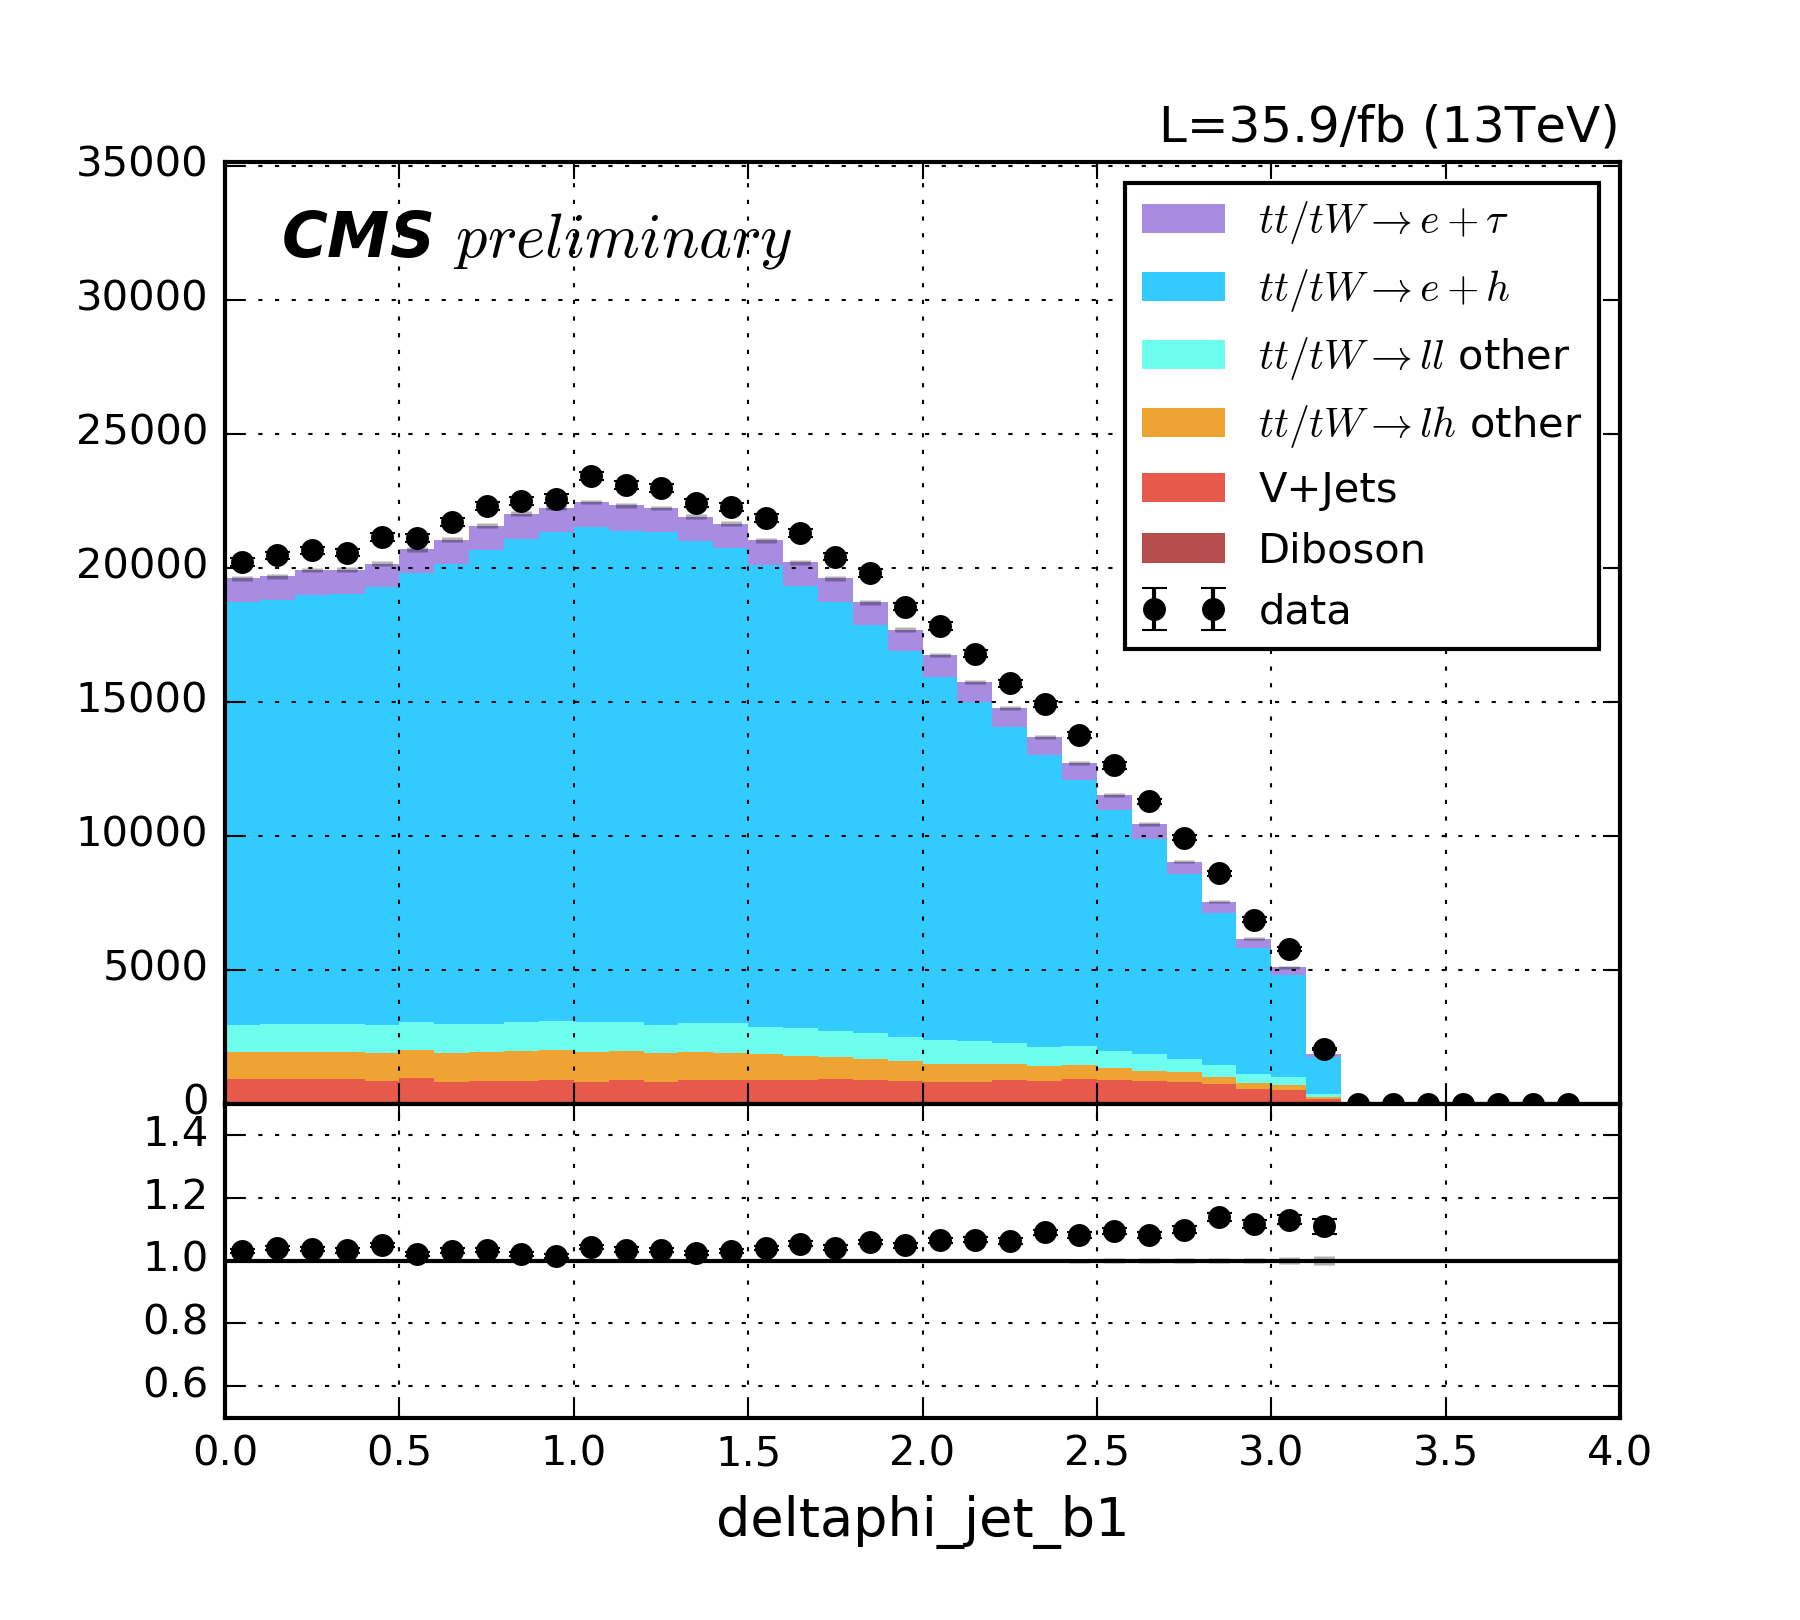 L=35.9/fb (13TeV)
35000
CMS preliminary
30000
25000
20000
15000
10000
5000
0
tt/tW → e + τ
tt/tW → e + h
tt/tW → ll other
tt/tW → lh other
V+Jets
Diboson
data
1.4
1.2
1.0
0.8
0.6
0.0 0.5 1.0 1.5 2.0 2.5 3.0 3.5 4.0
deltaphi_jet_b1